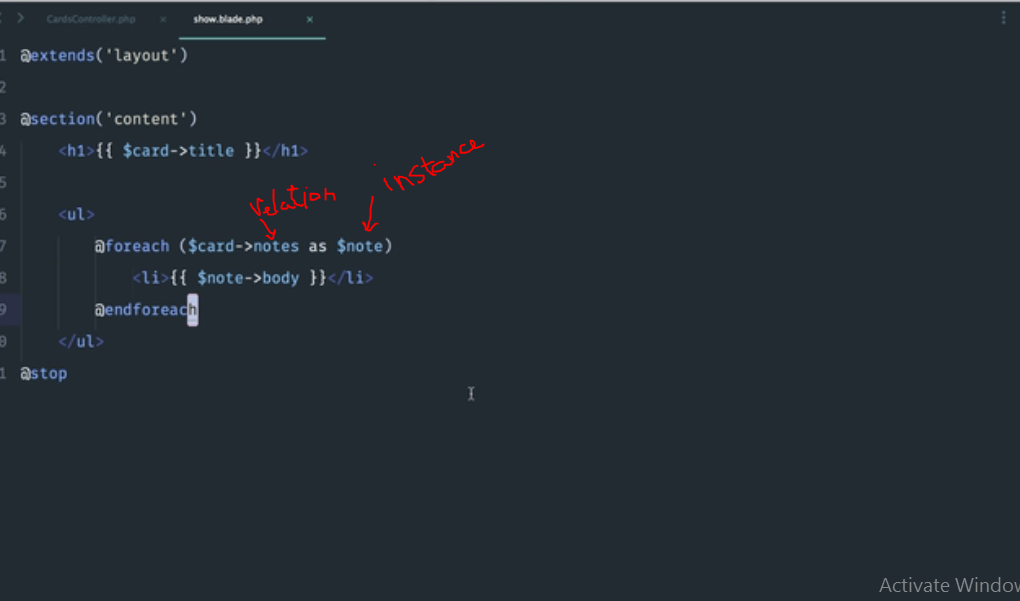 CardsController.php × show.blade.php ×
1 @extends('layout')
2
3 @section('content')
4 <h1>{{ $card->title }}</h1>
5
relation instance
6 <ul>
7 @foreach ($card->notes as $note)
8 <li>{{ $note->body }}</li>
9 @endforeach
0 </ul>
1 @stop
Activate Window